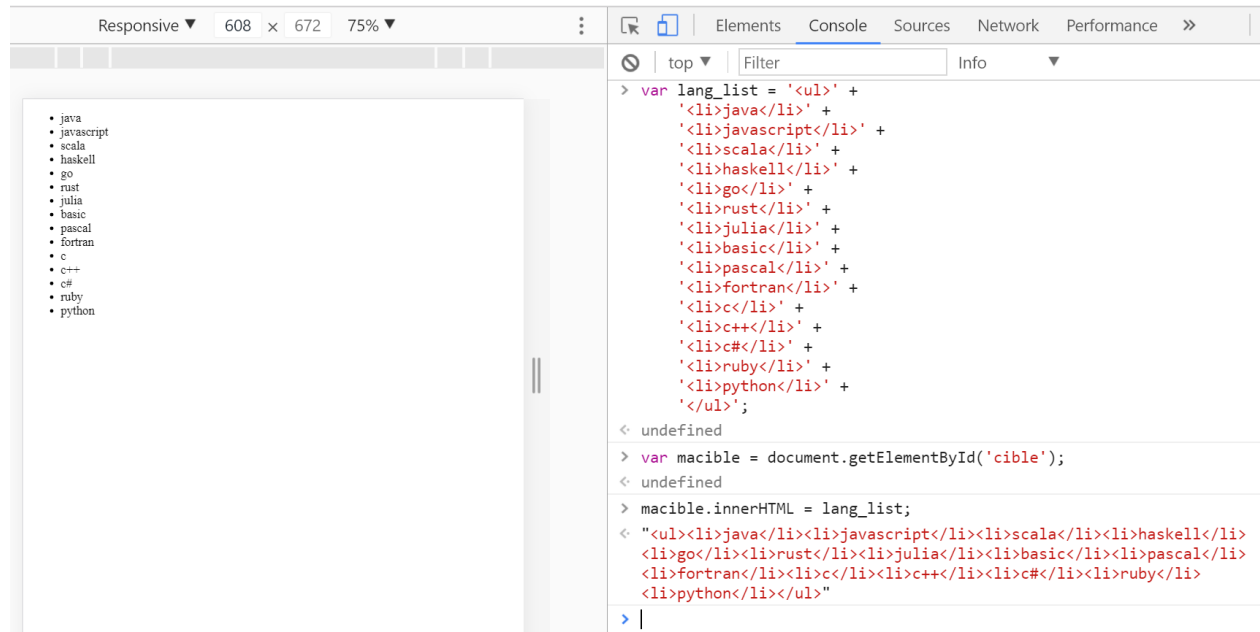 Responsive ▼ 608 × 672 75% ▼
• java
• javascript
• scala
• haskell
• go
• rust
• julia
• basic
• pascal
• fortran
• c
• c++
• c#
• ruby
• python
Elements Console Sources Network Performance »
top ▼ Filter Info ▼
> var lang_list = '<ul>' +
'<li>java</li>' +
'<li>javascript</li>' +
'<li>scala</li>' +
'<li>haskell</li>' +
'<li>go</li>' +
'<li>rust</li>' +
'<li>julia</li>' +
'<li>basic</li>' +
'<li>pascal</li>' +
'<li>fortran</li>' +
'<li>c</li>' +
'<li>c++</li>' +
'<li>c#</li>' +
'<li>ruby</li>' +
'<li>python</li>' +
'</ul>';
undefined
> var macible = document.getElementById('cible');
undefined
> macible.innerHTML = lang_list;
"<ul><li>java</li><li>javascript</li><li>scala</li><li>haskell</li>
<li>go</li><li>rust</li><li>julia</li><li>basic</li><li>pascal</li>
<li>fortran</li><li>c</li><li>c++</li><li>c#</li><li>ruby</li>
<li>python</li></ul>"
>